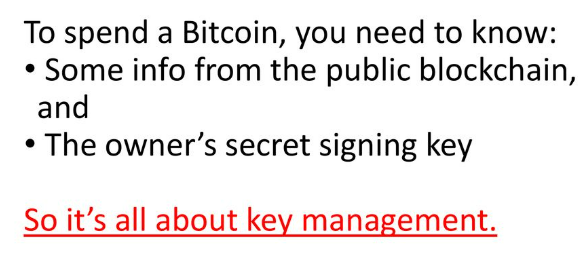 To spend a Bitcoin, you need to know:
• Some info from the public blockchain,
and
• The owner’s secret signing key
So it’s all about key management.